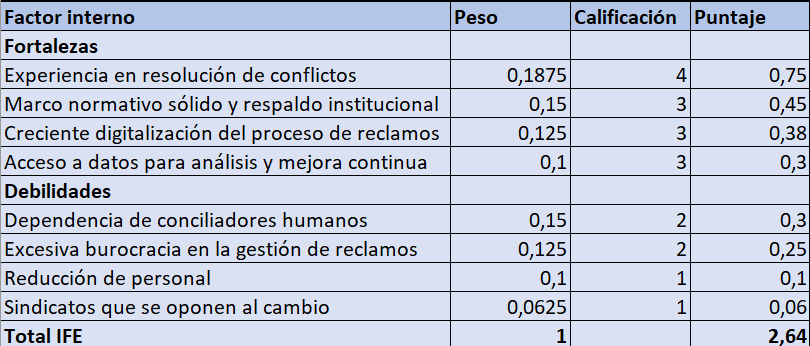 Factor interno Peso Calificación Puntaje
Fortalezas
Experiencia en resolución de conflictos 0,1875 4 0,75
Marco normativo sólido y respaldo institucional 0,15 3 0,45
Creciente digitalización del proceso de reclamos 0,125 3 0,38
Acceso a datos para análisis y mejora continua 0,1 3 0,3
Debilidades
Dependencia de conciliadores humanos 0,15 2 0,3
Excesiva burocracia en la gestión de reclamos 0,125 2 0,25
Reducción de personal 0,1 1 0,1
Sindicatos que se oponen al cambio 0,0625 1 0,06
Total IFE 1 2,64